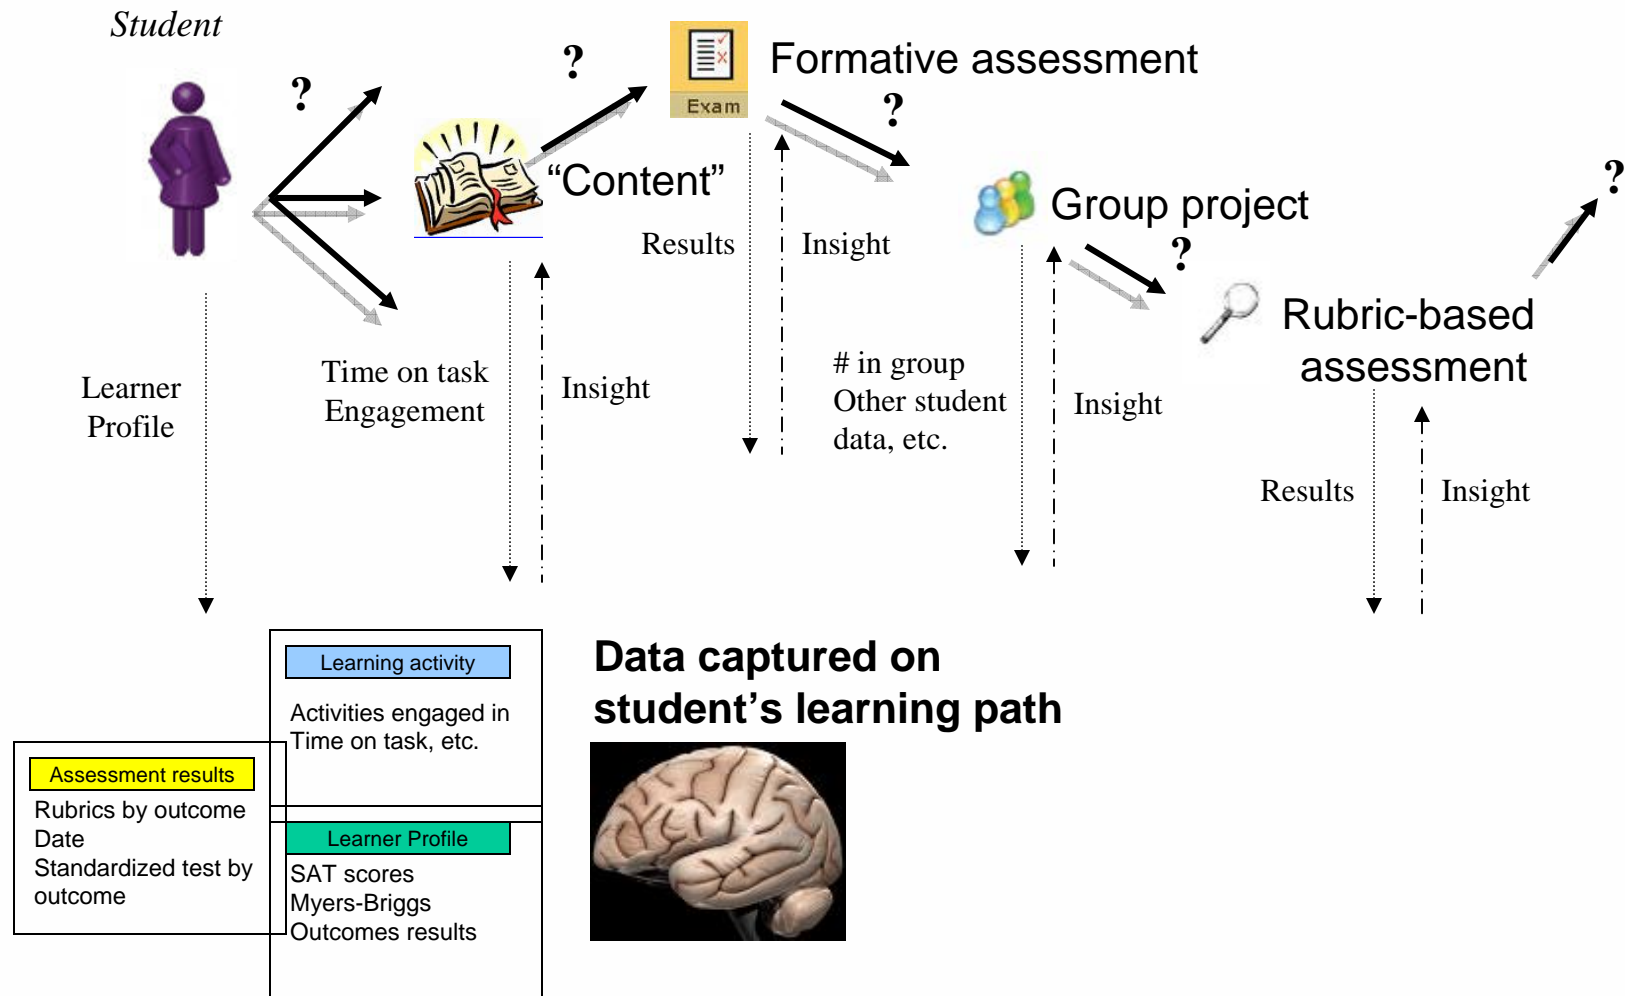 Student
?
?
Exam
Formative assessment
?
“Content”
Group project
?
?
Results
Insight
Rubric-based
assessment
Learner
Profile
Time on task
Engagement
Insight
# in group
Other student
data, etc.
Insight
Results
Insight
Data captured on
student’s learning path
Learning activity
Activities engaged in
Time on task, etc.
Assessment results
Rubrics by outcome
Date
Standardized test by
outcome
Learner Profile
SAT scores
Myers-Briggs
Outcomes results